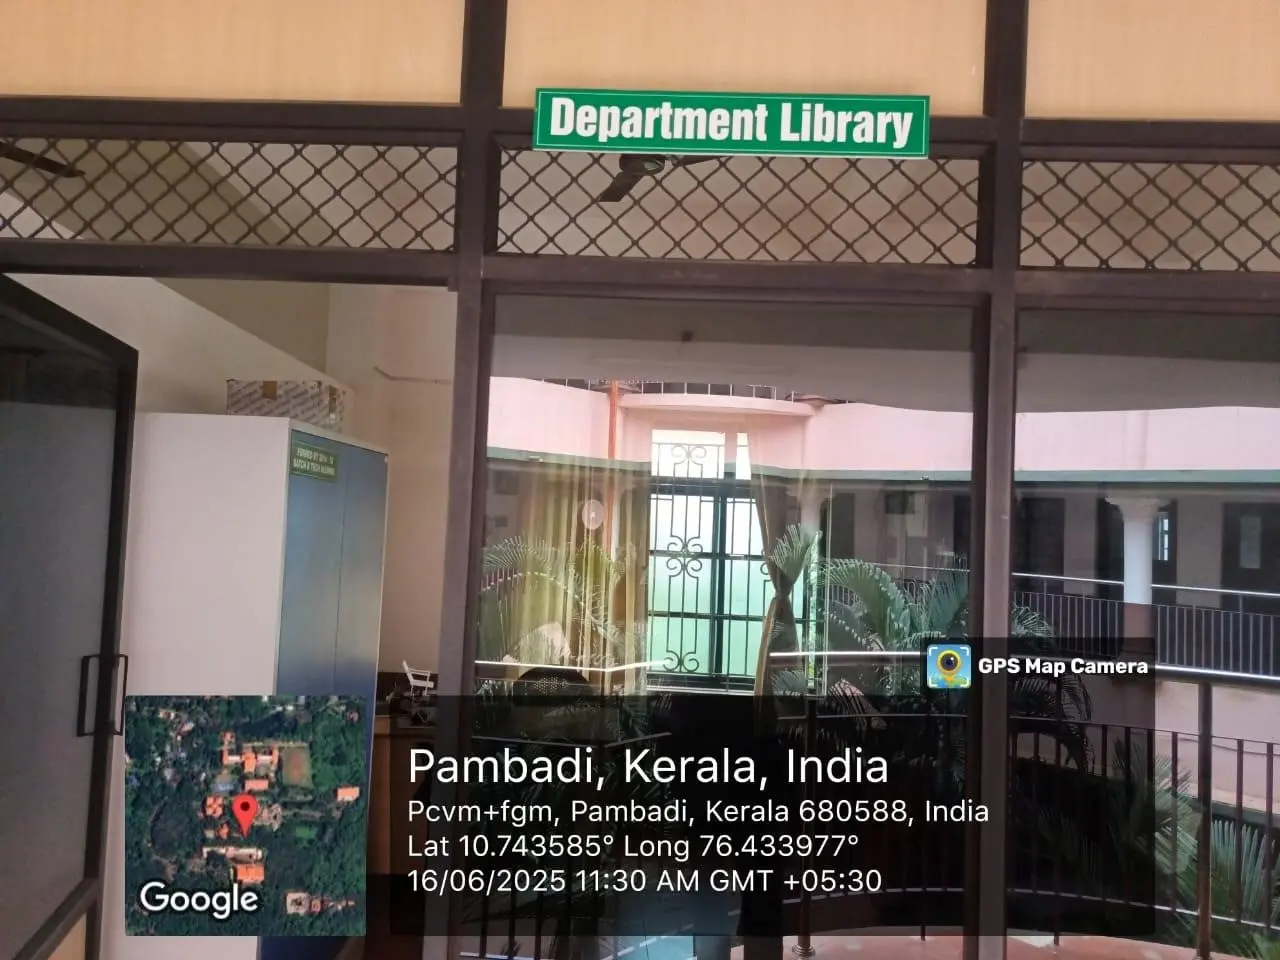 Department Library
GPS Map Camera
Pambadi, Kerala, India
Pcvm+fgm, Pambadi, Kerala 680588, India
Lat 10.743585° Long 76.433977°
16/06/2025 11:30 AM GMT +05:30
Google